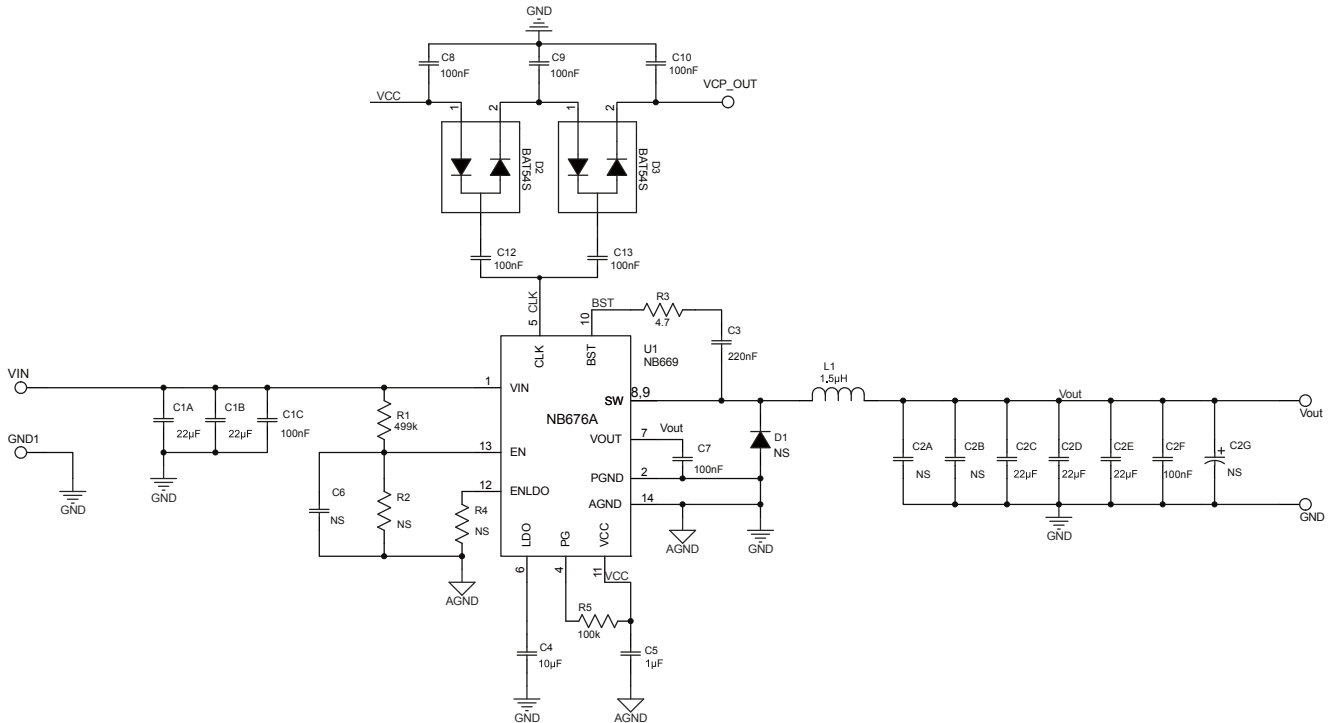 GND
C8
100nF
C9
100nF
C10
100nF
VCC
VCP_OUT
1
2
1
2
D2
BAT54S
D3
BAT54S
C12
100nF
C13
100nF
CLK
5
BST
10
R3
4.7
C3
220nF
U1
NB669
CLK
BST
L1
1.5µH
VIN
1
VIN
SW
8,9
Vout
Vout
C1A
22µF
C1B
22µF
C1C
100nF
R1
499k
NB676A
VOUT
7
Vout
C7
100nF
D1
NS
C2A
NS
C2B
NS
C2C
22µF
C2D
22µF
C2E
22µF
C2F
100nF
C2G
+
NS
GND1
GND
GND
13
EN
PGND
2
12
ENLDO
AGND
14
C6
NS
R2
NS
R4
NS
LDO
PG
VCC
AGND
GND
GND
GND
AGND
6
4
11
VCC
R5
100k
C4
10µF
C5
1µF
GND
AGND